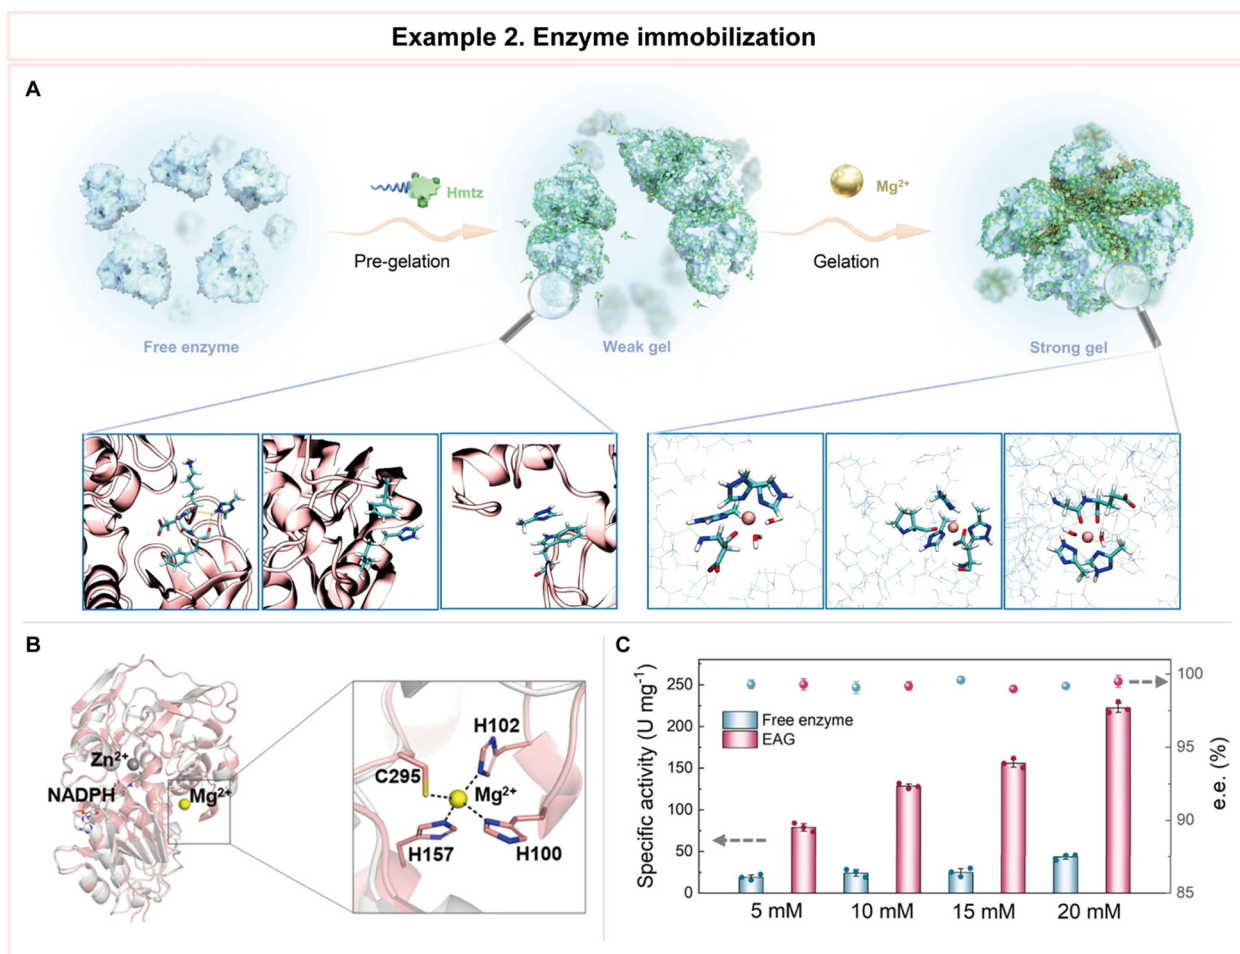 Example 2. Enzyme immobilization
A
Hmtz
Mg²⁺
Pre-gelation
Gelation
Free enzyme
Weak gel
Strong gel
B
Zn²⁺
NADPH
Mg²⁺
H102
C295
Mg²⁺
H157
H100
C
Specific activity (U mg⁻¹)
250
200
150
100
50
0
Free enzyme
EAG
100
95
90
85
e.e. (%)
5 mM
10 mM
15 mM
20 mM